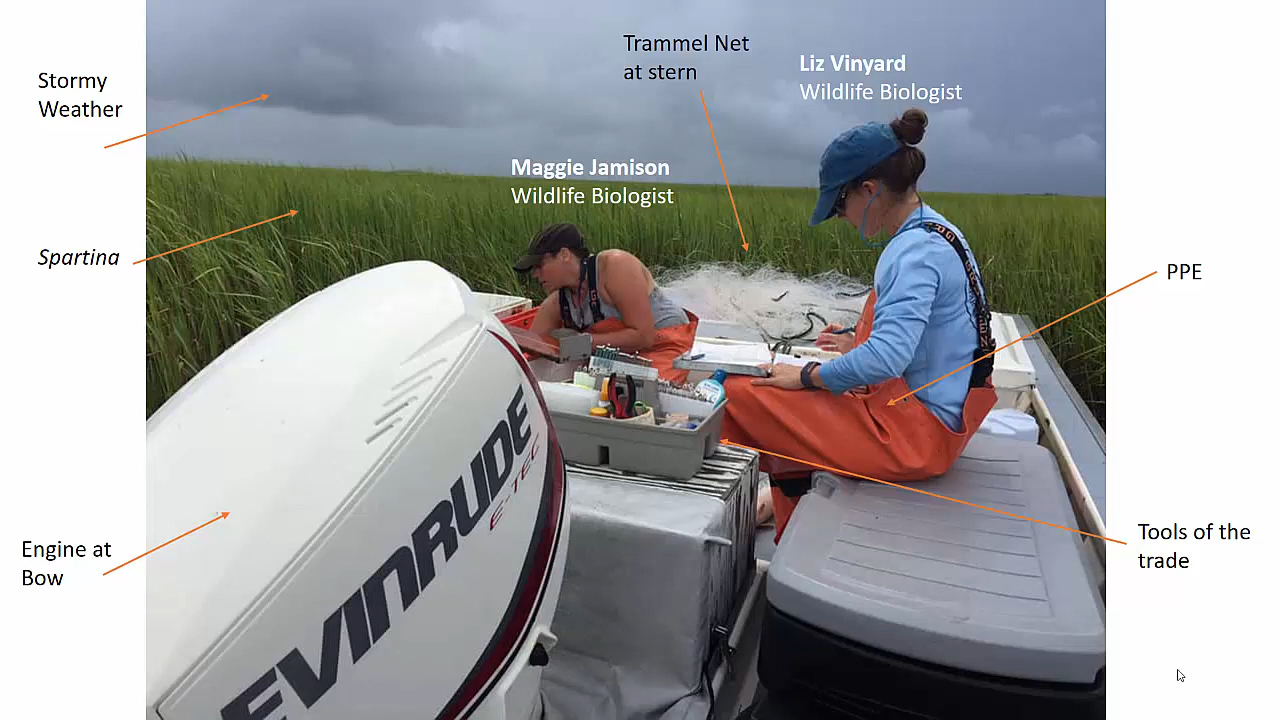 Trammel Net
at stern
Liz Vinyard
Wildlife Biologist
Stormy
Weather
Maggie Jamison
Wildlife Biologist
Spartina
PPE
EVINRUDE
E-TEC
Tools of the
trade
Engine at
Bow